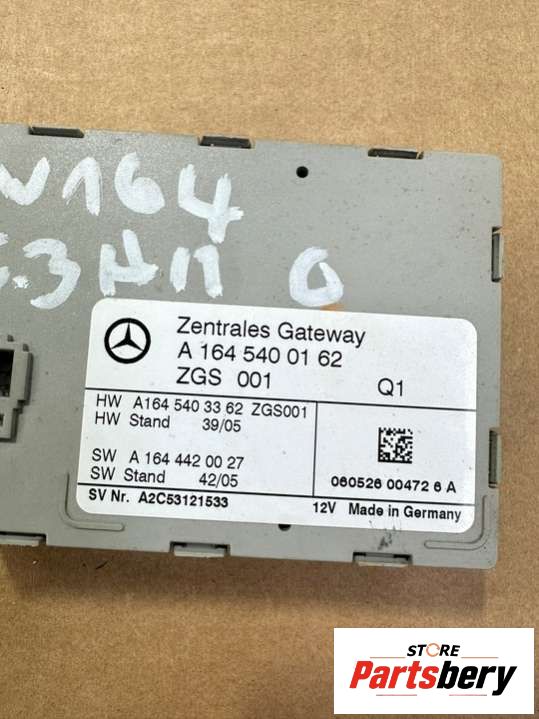 W164
Zentrales Gateway
A 164 540 01 62
ZGS 001 Q1
HW A164 540 33 62 ZGS001
HW Stand 39/05
SW A 164 442 00 27
SW Stand 42/05
060526 00472 6 A
SV Nr. A2C53121533 12V Made in Germany
STORE
Partsbery